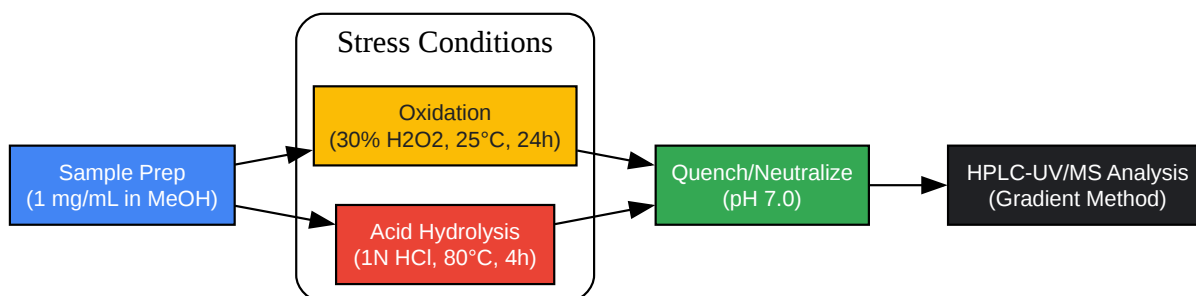 Stress Conditions
Oxidation
(30% H2O2, 25°C, 24h)
Sample Prep
(1 mg/mL in MeOH)
Quench/Neutralize
(pH 7.0)
HPLC-UV/MS Analysis
(Gradient Method)
Acid Hydrolysis
(1N HCl, 80°C, 4h)